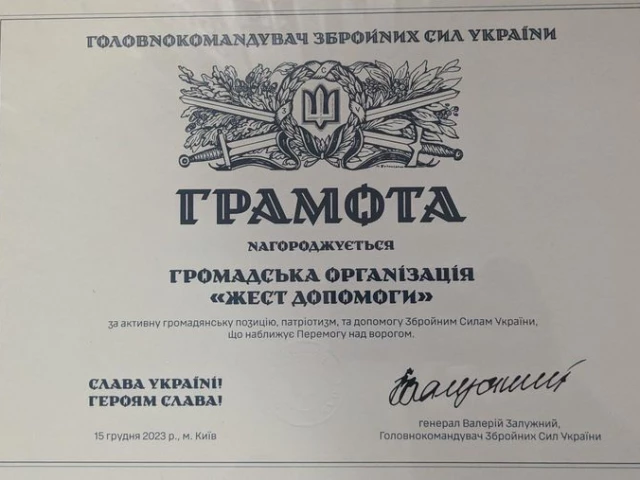 ГОЛОВНОКОМАНДУВАЧ ЗБРОЙНИХ СИЛ УКРАЇНИ
ГРАМОТА
НАГОРОДЖУЄТЬСЯ
ГРОМАДСЬКА ОРГАНІЗАЦІЯ
«ЖЕСТ ДОПОМОГИ»
за активну громадянську позицію, патріотизм, та допомогу Збройним Силам України,
що наближує Перемогу над ворогом.
СЛАВА УКРАЇНІ!
ГЕРОЯМ СЛАВА!
15 грудня 2023 р., м. Київ
Залужний
генерал Валерій Залужний,
Головнокомандувач Збройних Сил України